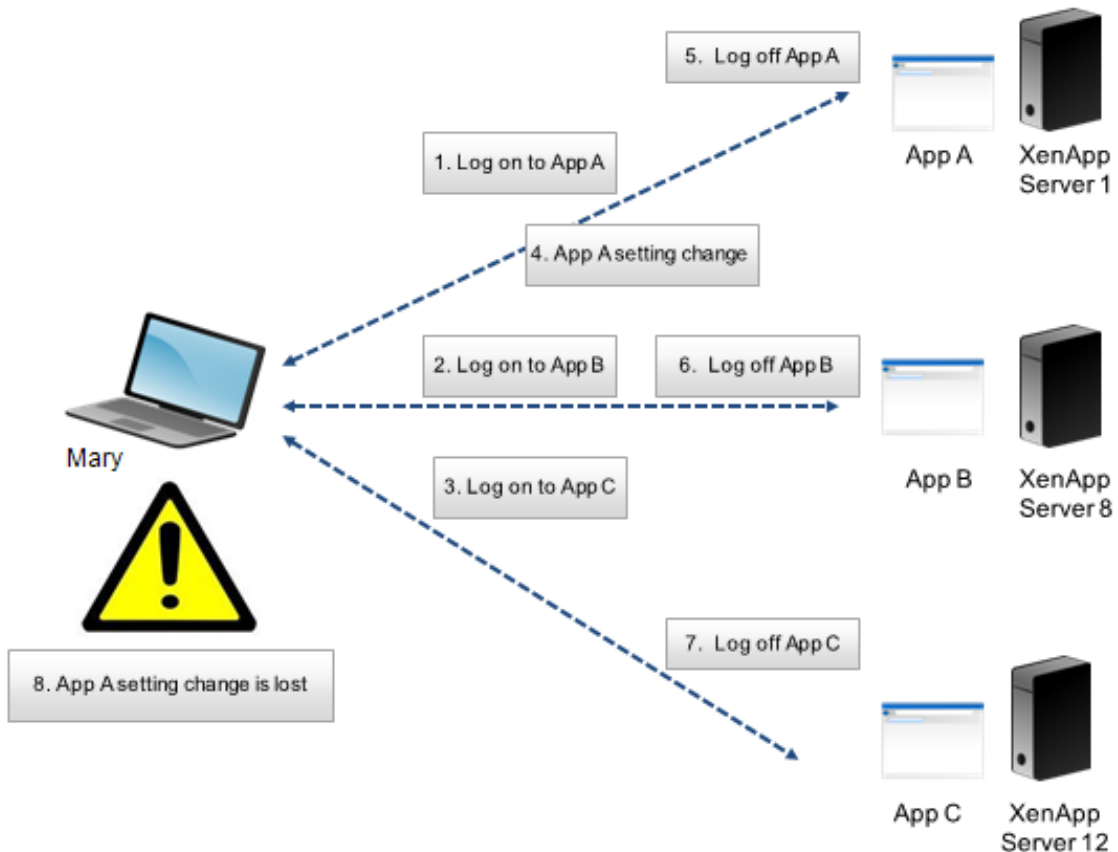 5. Log off App A
1. Log on to App A
App A
XenApp
Server 1
4. App A setting change
2. Log on to App B
6. Log off App B
Mary
App B
XenApp
Server 8
3. Log on to App C
7. Log off App C
8. App A setting change is lost
App C
XenApp
Server 12